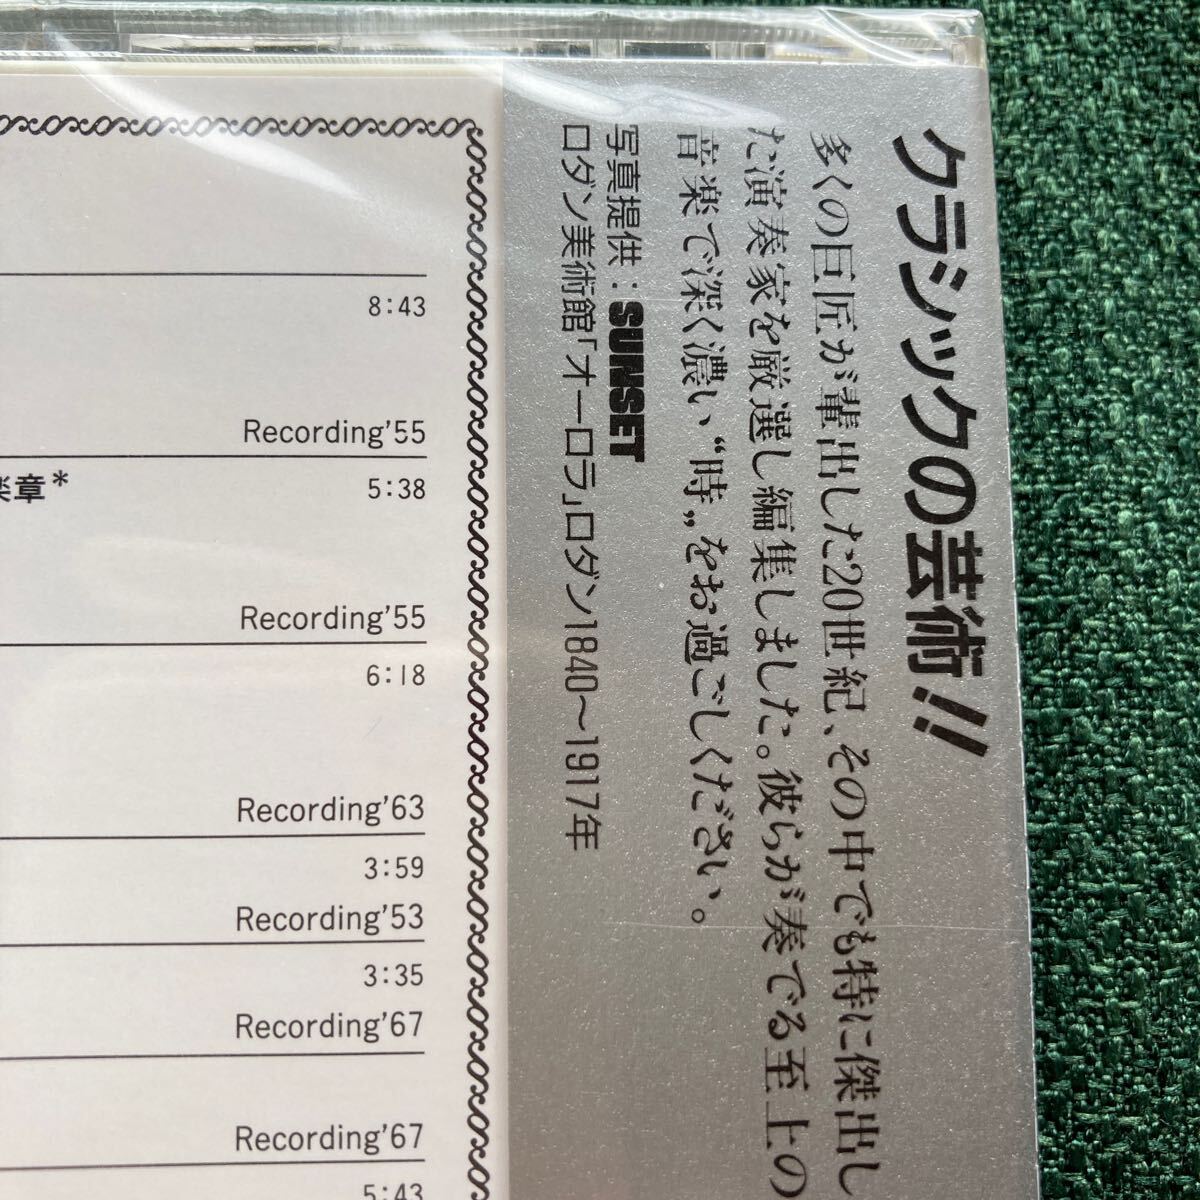 クラシックの芸術!!
多くの巨匠が輩出した20世紀、その中でも特に傑出し
た演奏家を厳選し編集しました。彼らが奏でる至上の
音楽で深く濃い“時„をお過ごしください。
写真提供：SUNSET
ロダン美術館「オーロラ」ロダン1840〜1917年
8:43
Recording'55
楽章* 5:38
Recording'55
6:18
Recording'63
3:59
Recording'53
3:35
Recording'67
Recording'67
5:43